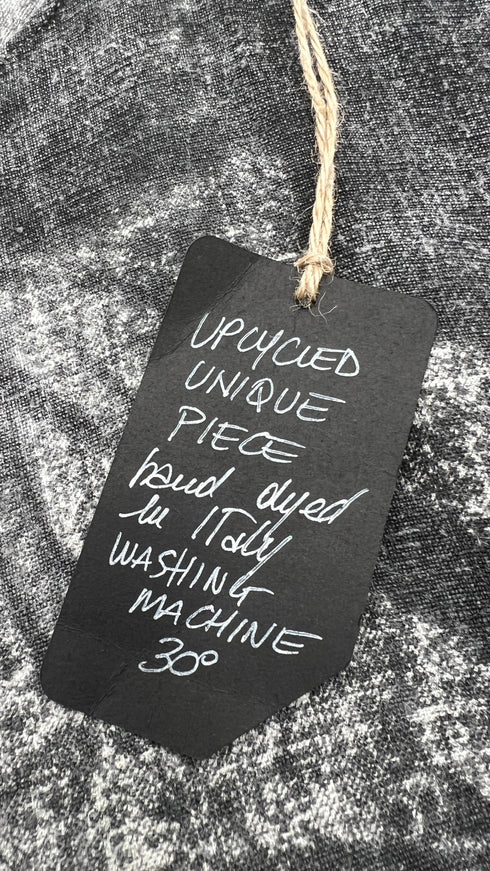 UPCYCLED
UNIQUE
PIECE
hand dyed
in ITaly
WASHING
MACHINE
30°